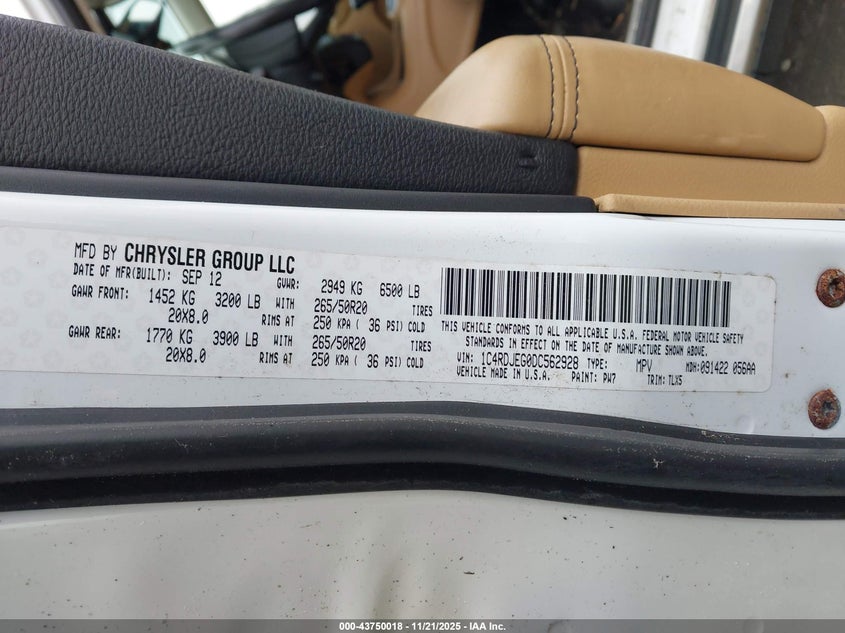 MFD BY CHRYSLER GROUP LLC
DATE OF MFR(BUILT): SEP 12 GVWR: 2949 KG 6500 LB
GAWR FRONT: 1452 KG 3200 LB WITH 265/50R20 TIRES
20X8.0 RIMS AT 250 KPA ( 36 PSI) COLD
GAWR REAR: 1770 KG 3900 LB WITH 265/50R20 TIRES
20X8.0 RIMS AT 250 KPA ( 36 PSI) COLD
THIS VEHICLE CONFORMS TO ALL APPLICABLE U.S.A. FEDERAL MOTOR VEHICLE SAFETY
STANDARDS IN EFFECT ON THE DATE OF MANUFACTURE SHOWN ABOVE.
VIN: 1C4RDJEG0DC562928 TYPE: MPV MDH:091422 056AA
VEHICLE MADE IN U.S.A. PAINT: PW7 TRIM: TLX5
000-43750018 - 11/21/2025 - IAA Inc.